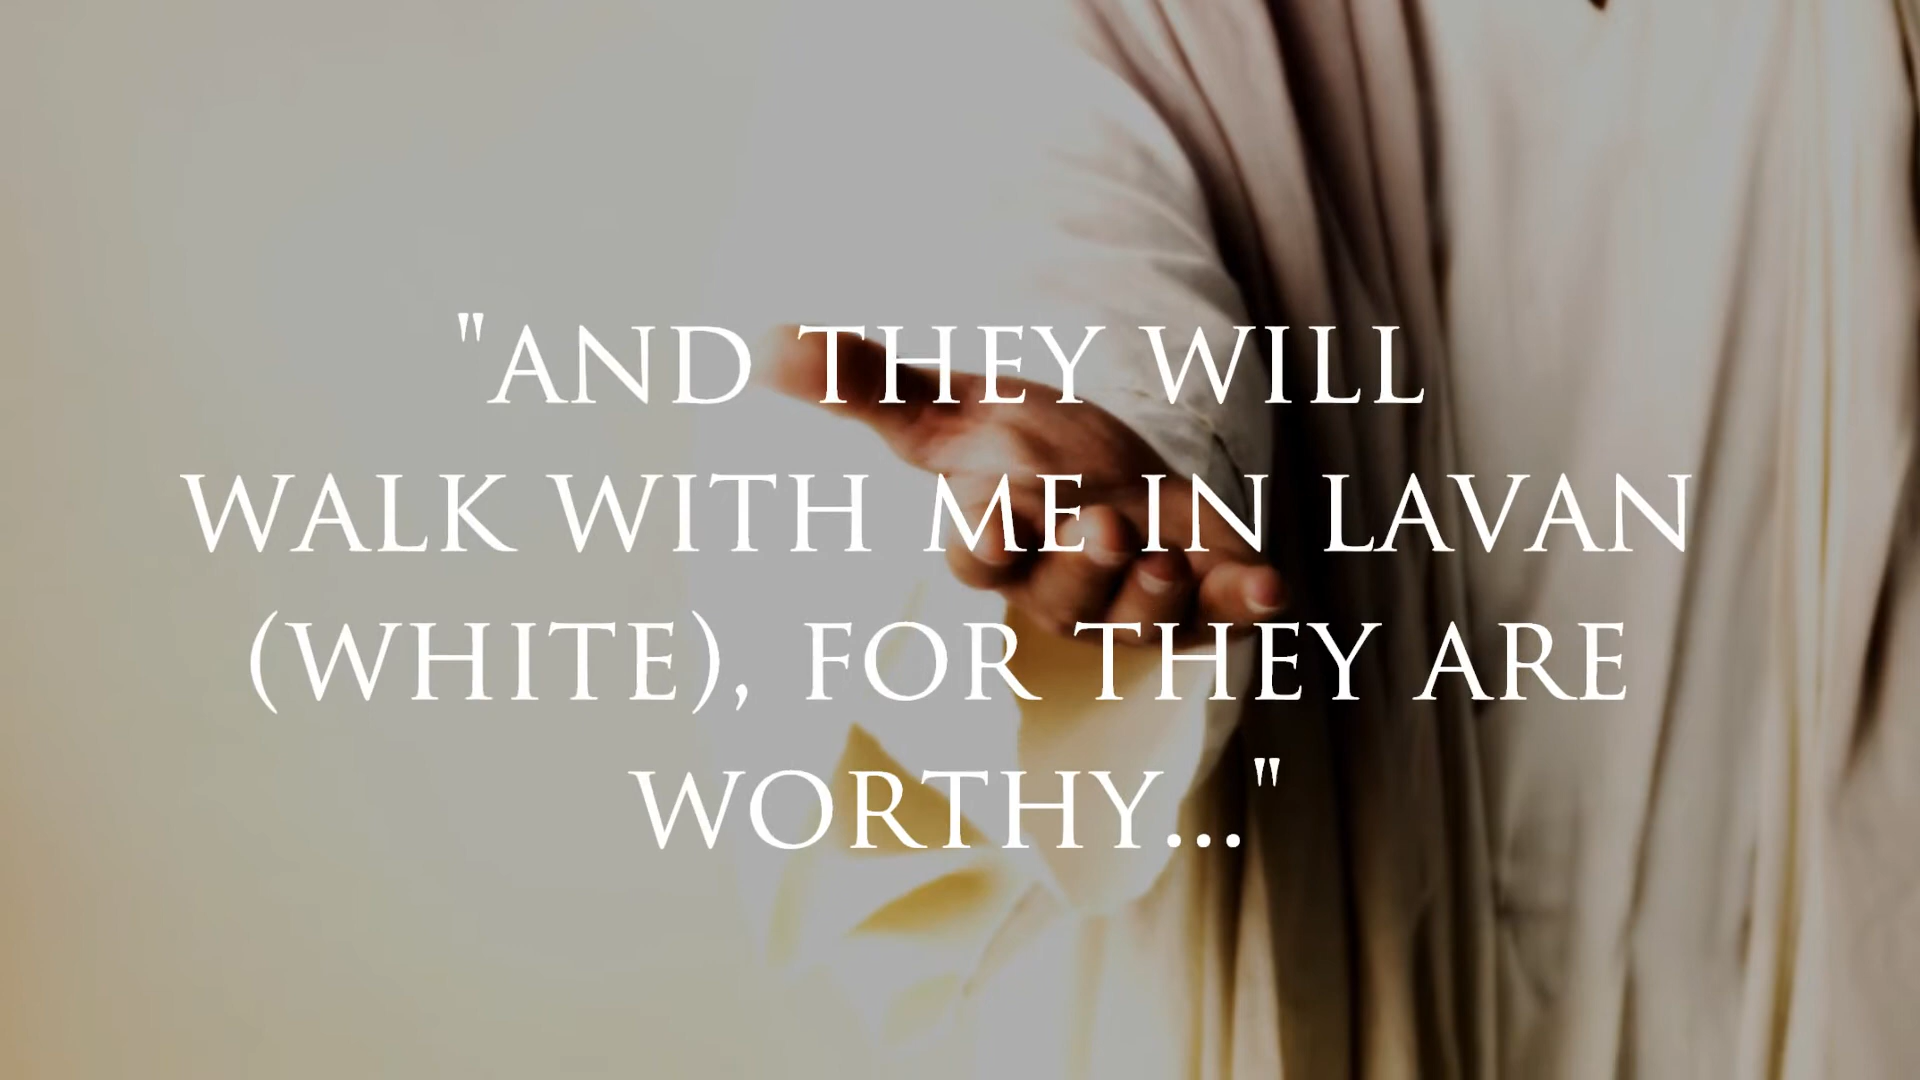 "AND THEY WILL
WALK WITH ME IN LAVAN
(WHITE), FOR THEY ARE
WORTHY..."